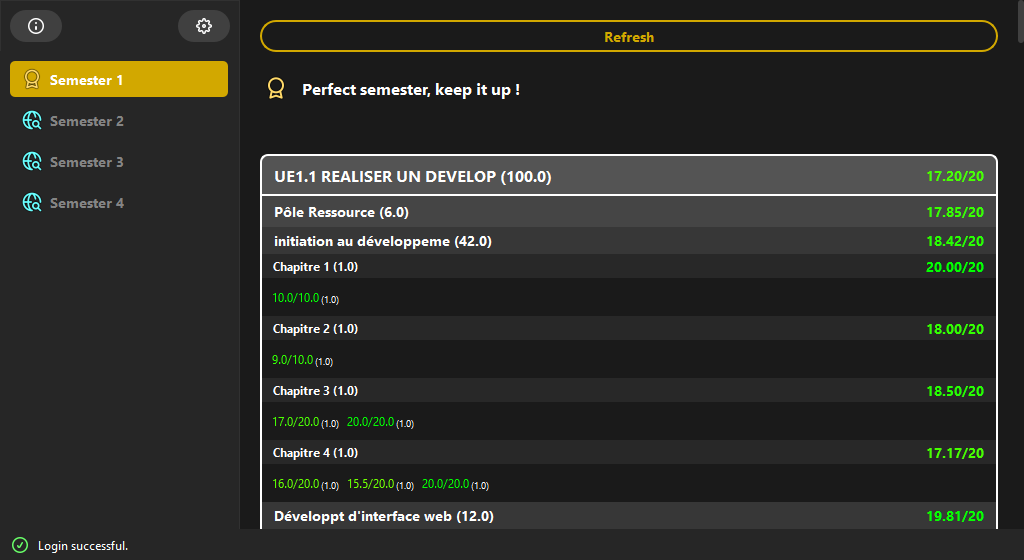 Refresh
Semester 1
Semester 2
Semester 3
Semester 4
Perfect semester, keep it up !
UE1.1 REALISER UN DEVELOP (100.0) 17.20/20
Pôle Ressource (6.0) 17.85/20
initiation au développeme (42.0) 18.42/20
Chapitre 1 (1.0) 20.00/20
10.0/10.0 (1.0)
Chapitre 2 (1.0) 18.00/20
9.0/10.0 (1.0)
Chapitre 3 (1.0) 18.50/20
17.0/20.0 (1.0) 20.0/20.0 (1.0)
Chapitre 4 (1.0) 17.17/20
16.0/20.0 (1.0) 15.5/20.0 (1.0) 20.0/20.0 (1.0)
Développt d'interface web (12.0) 19.81/20
Login successful.